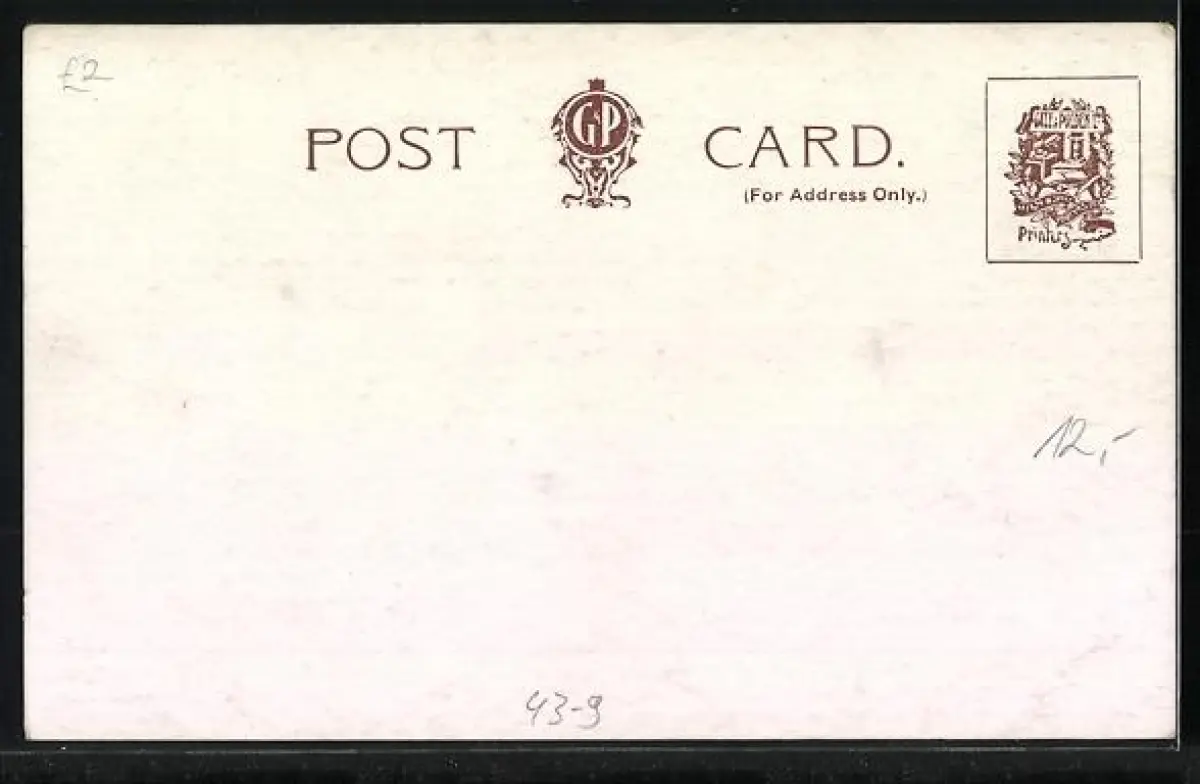 £2
POST G&P CARD.
(For Address Only.)
GALE & POLDEN Ltd
Printers
12,-
43-9